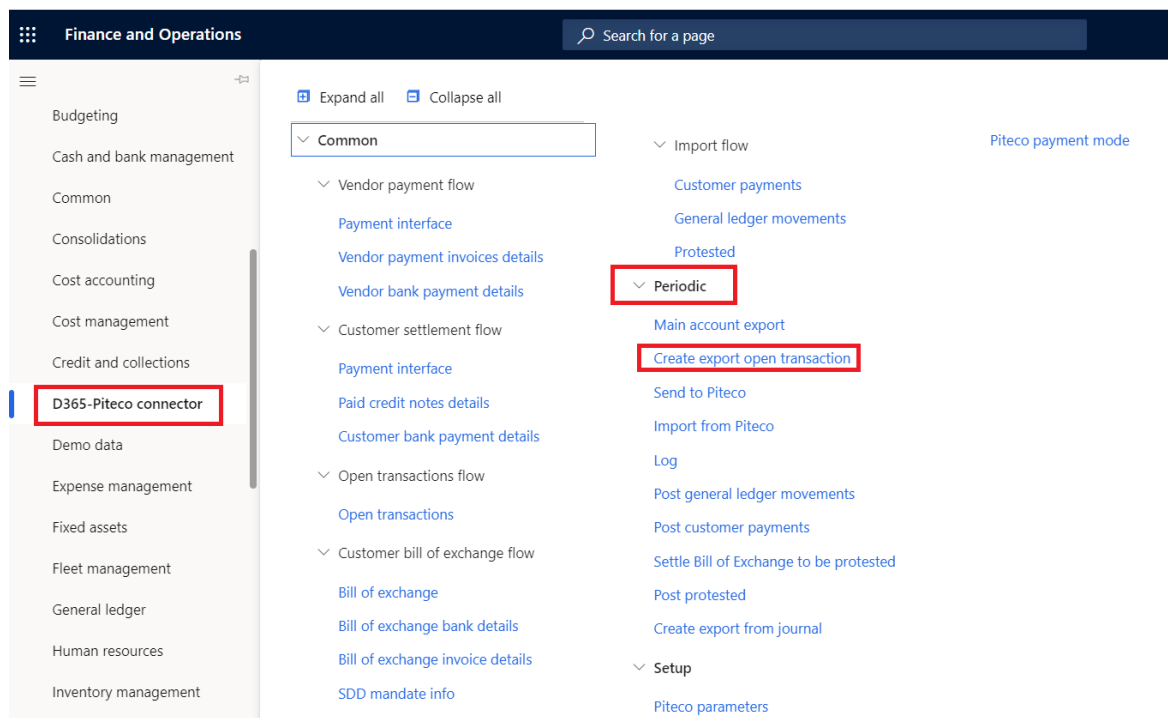 Finance and Operations
Search for a page
Budgeting
Cash and bank management
Common
Consolidations
Cost accounting
Cost management
Credit and collections
D365-Piteco connector
Demo data
Expense management
Fixed assets
Fleet management
General ledger
Human resources
Inventory management
Expand all
Collapse all
Common
Vendor payment flow
Payment interface
Vendor payment invoices details
Vendor bank payment details
Customer settlement flow
Payment interface
Paid credit notes details
Customer bank payment details
Open transactions flow
Open transactions
Customer bill of exchange flow
Bill of exchange
Bill of exchange bank details
Bill of exchange invoice details
SDD mandate info
Import flow
Customer payments
General ledger movements
Protested
Periodic
Main account export
Create export open transaction
Send to Piteco
Import from Piteco
Log
Post general ledger movements
Post customer payments
Settle Bill of Exchange to be protested
Post protested
Create export from journal
Setup
Piteco parameters
Piteco payment mode